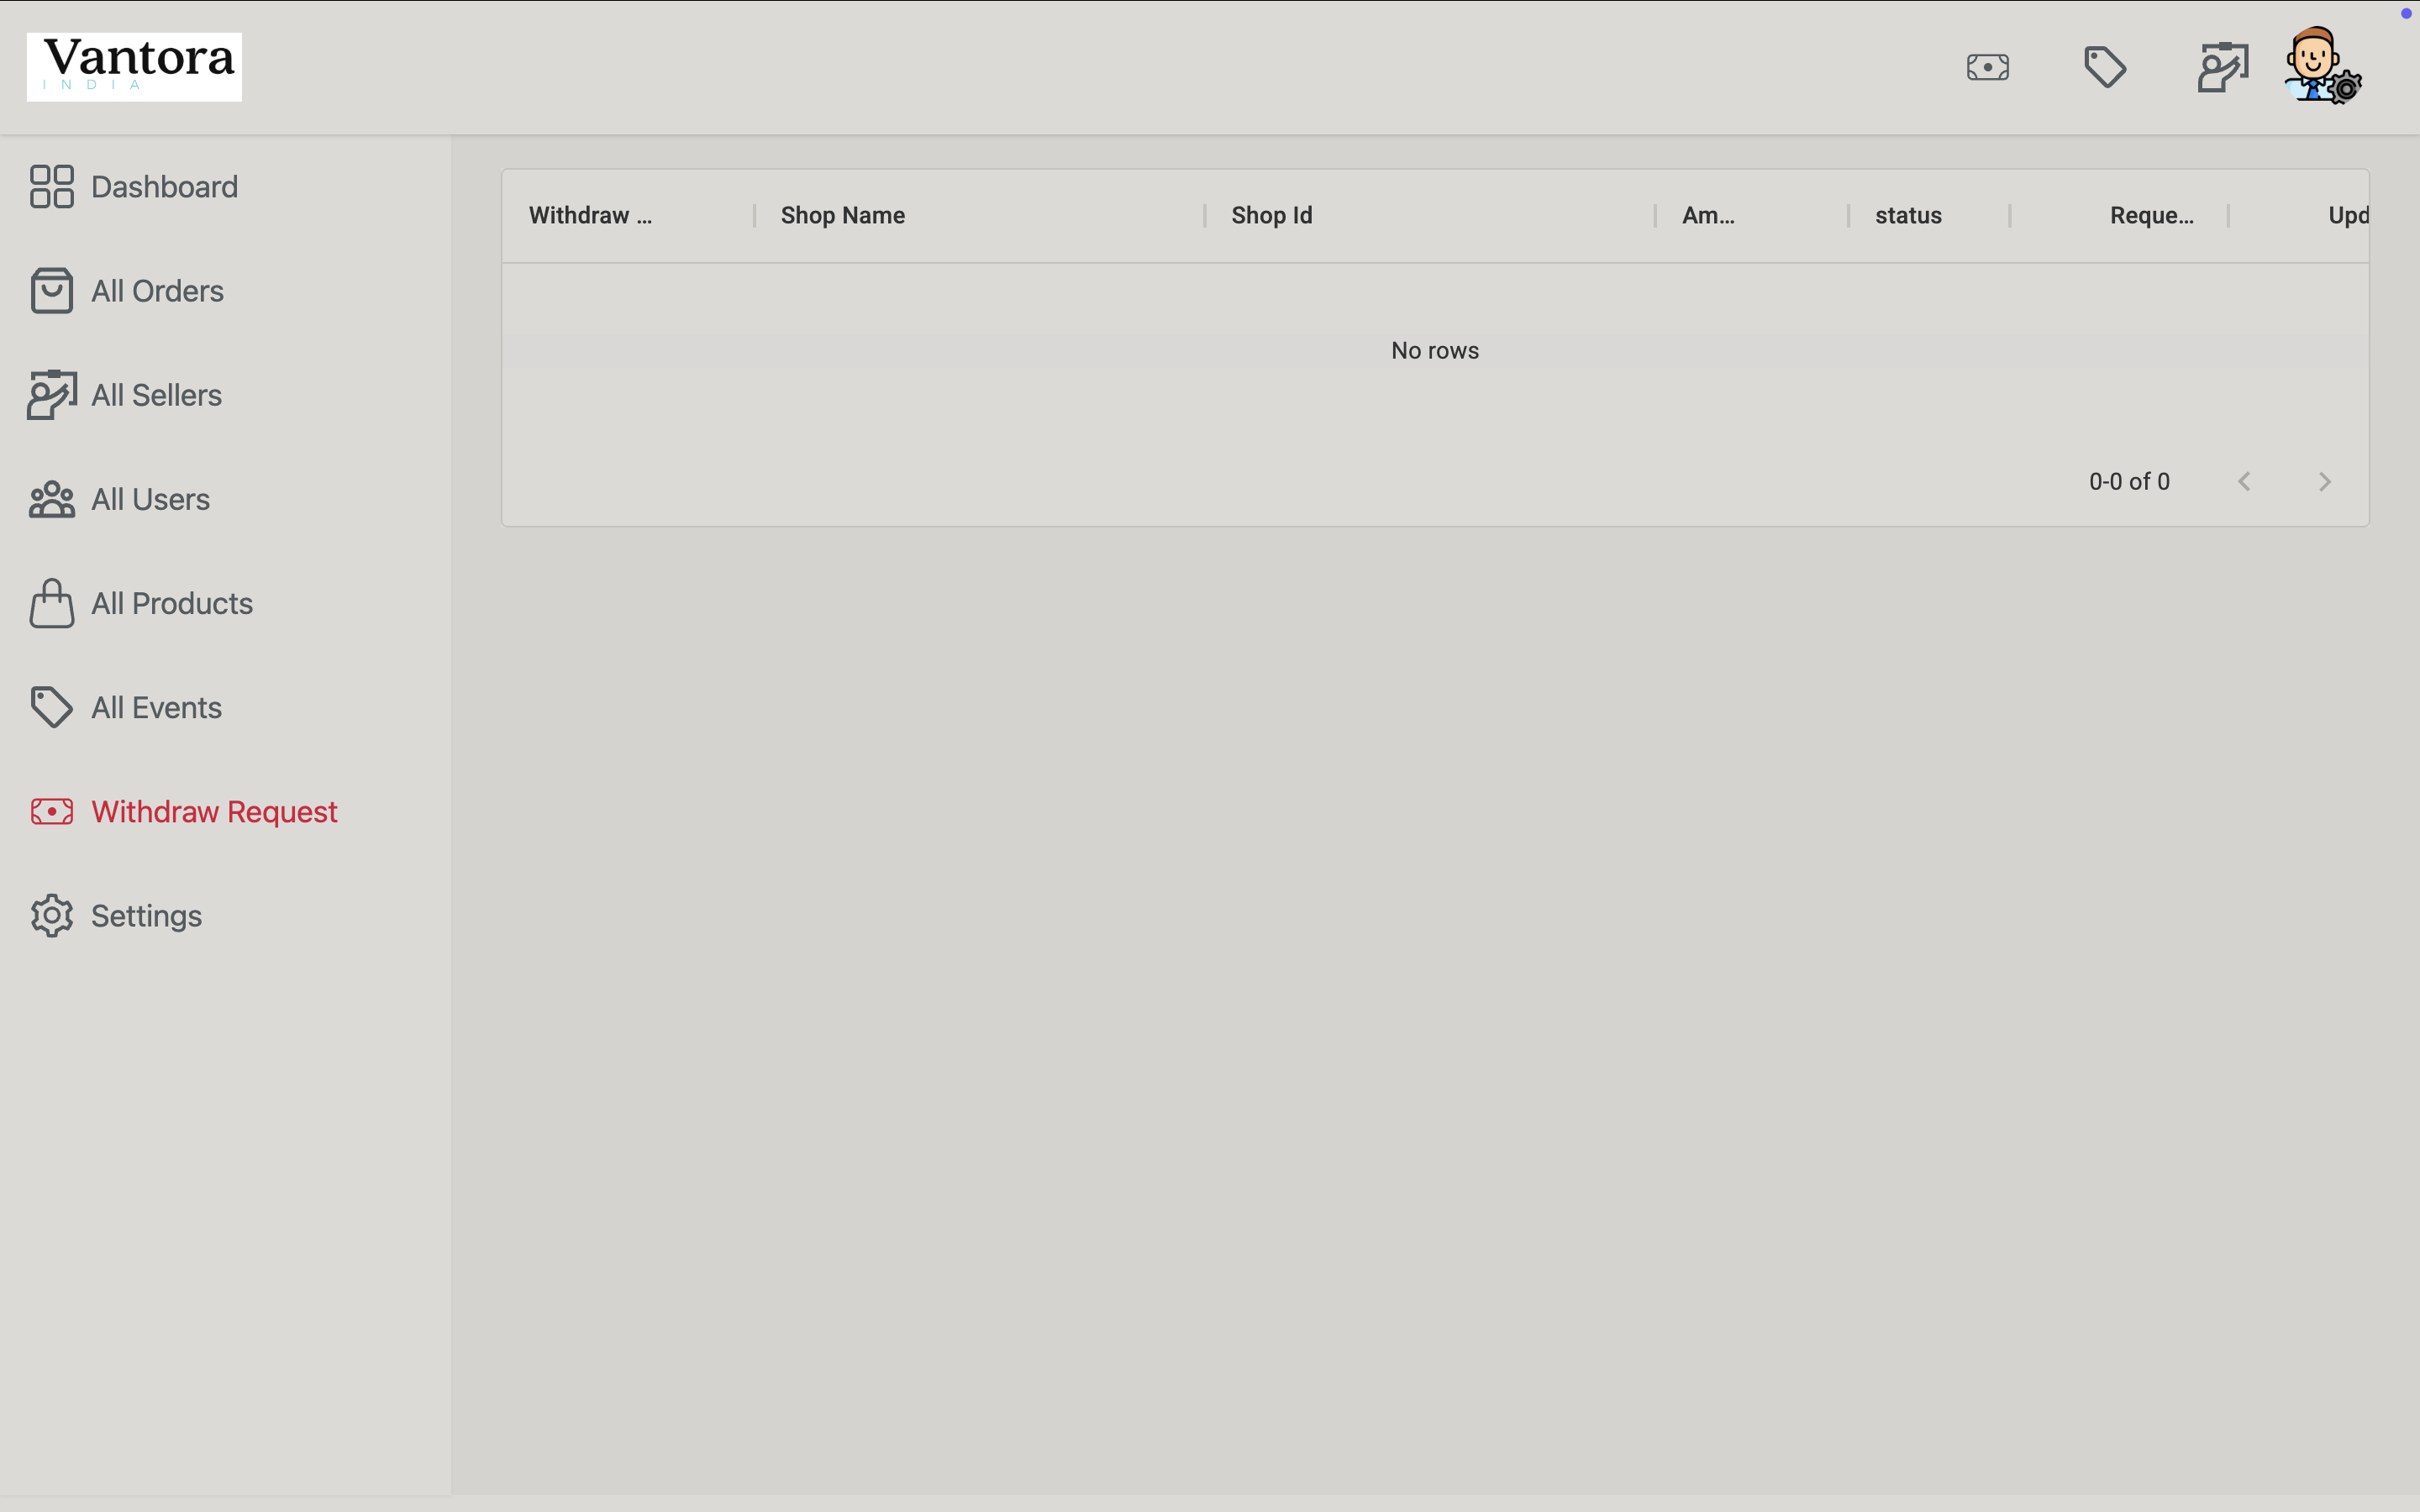 Vantora
INDIA
Dashboard
All Orders
All Sellers
All Users
All Products
All Events
Withdraw Request
Settings
Withdraw ... Shop Name Shop Id Am... status Reque... Upd
No rows
0-0 of 0